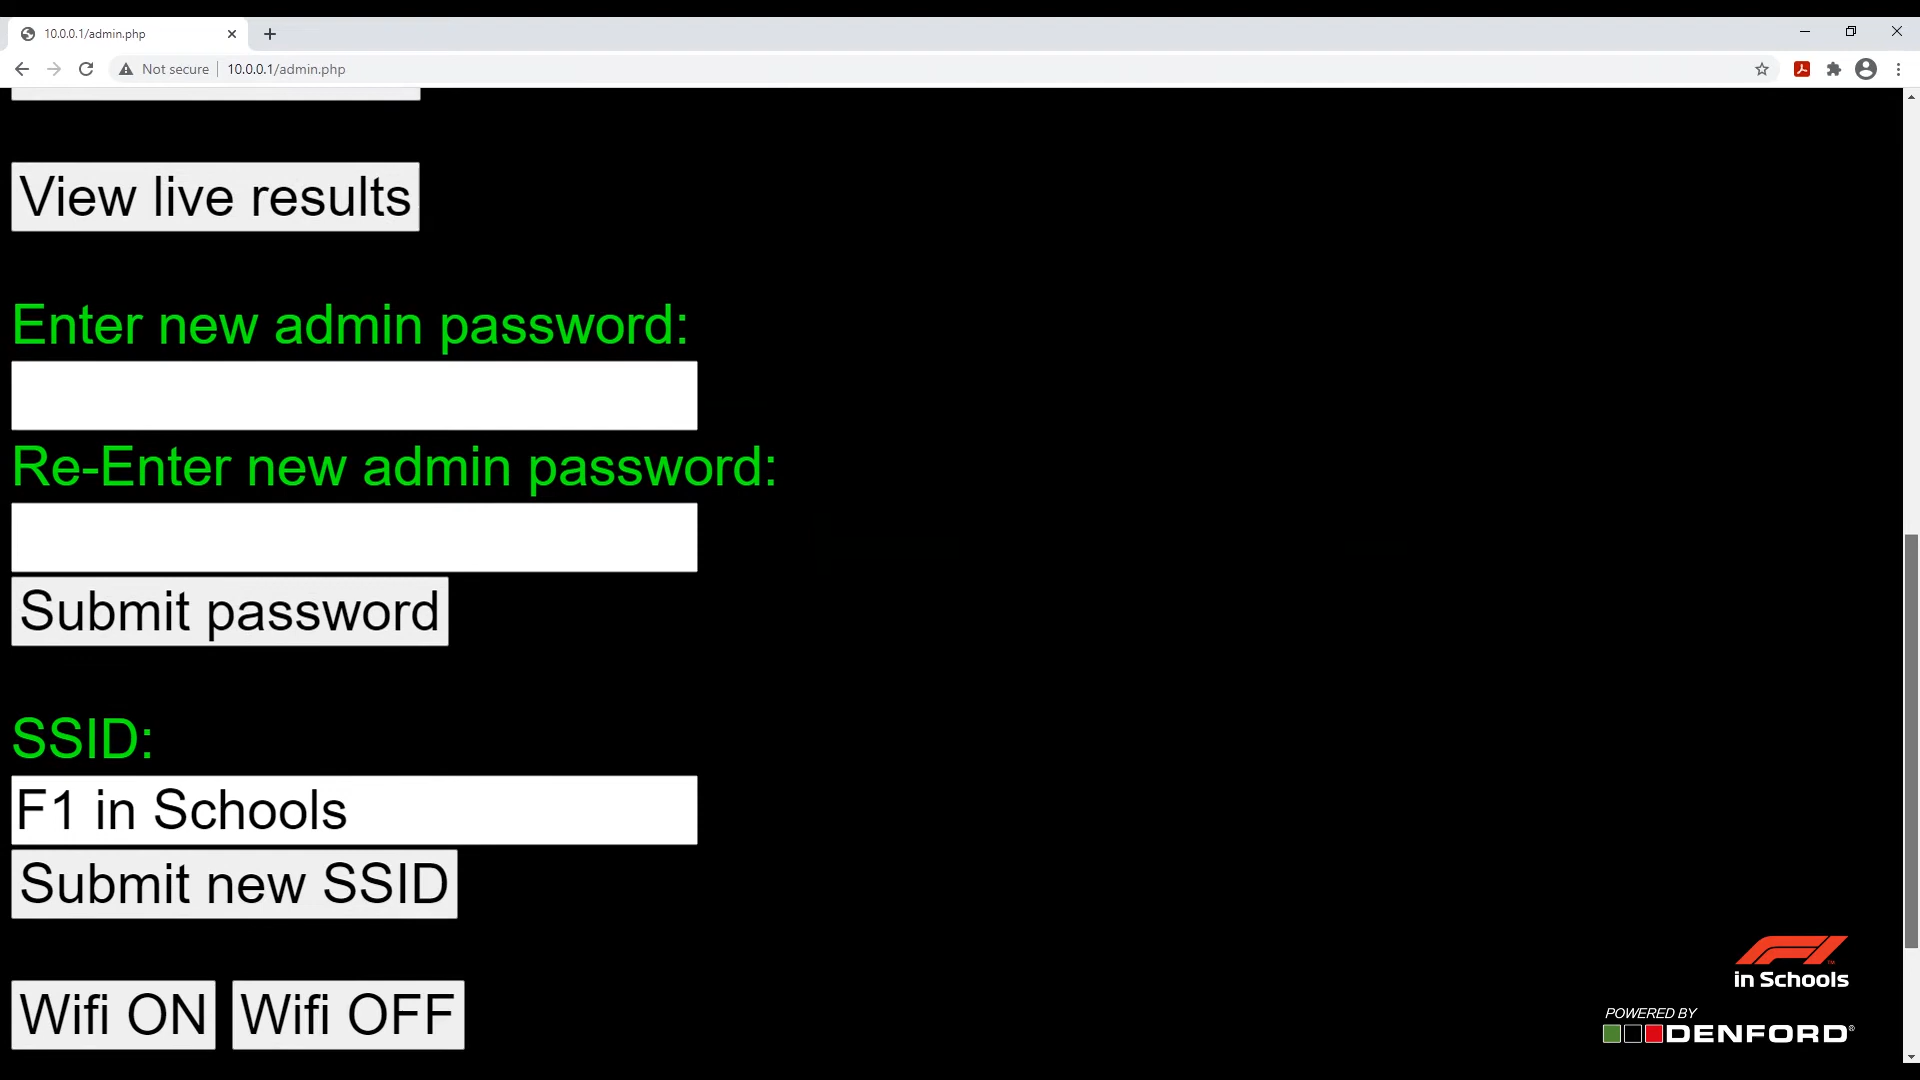 10.0.0.1/admin.php
Not secure
10.0.0.1/admin.php
View live results
Enter new admin password:
Re-Enter new admin password:
Submit password
SSID:
F1 in Schools
Submit new SSID
Wifi ON
Wifi OFF
F1™
in Schools
POWERED BY
DENFORD®